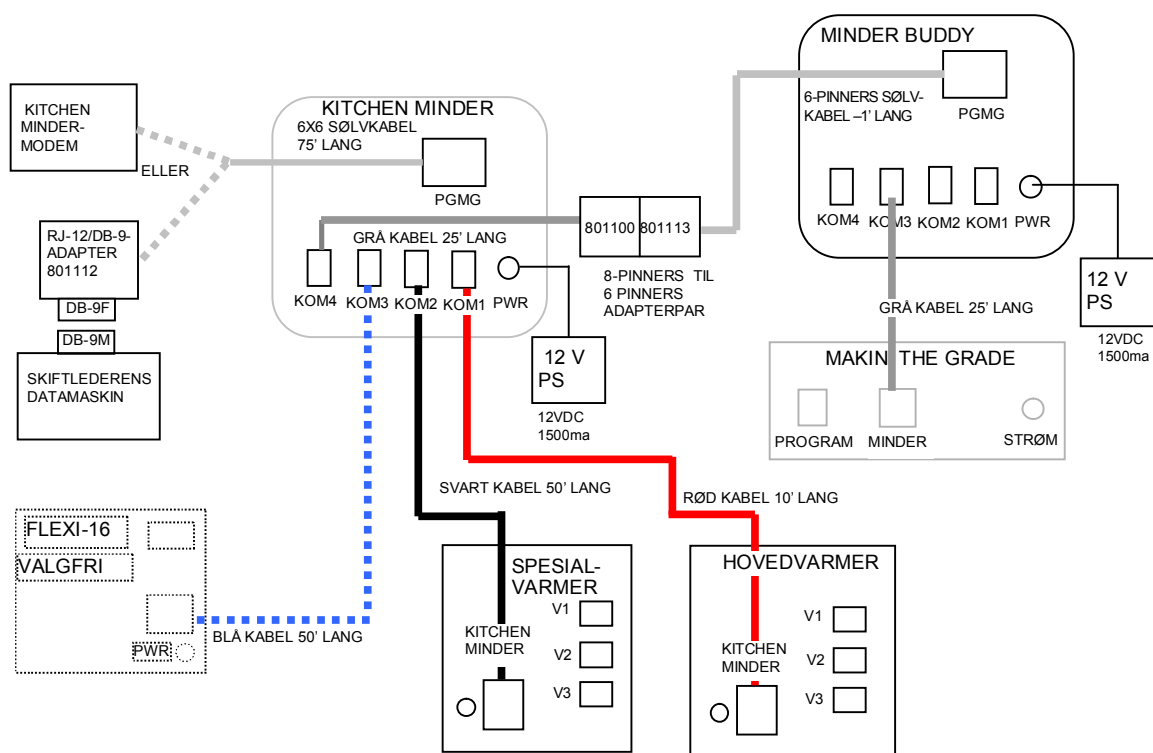 MINDER BUDDY
6-PINNERS SØLV-
KABEL –1' LANG
PGMG
KOM4
KOM3
KOM2
KOM1
PWR
KITCHEN
MINDER-
MODEM
ELLER
KITCHEN MINDER
6X6 SØLVKABEL
75' LANG
PGMG
GRÅ KABEL 25' LANG
KOM4
KOM3
KOM2
KOM1
PWR
801100
801113
8-PINNERS TIL
6 PINNERS
ADAPTERPAR
RJ-12/DB-9-
ADAPTER
801112
DB-9F
DB-9M
SKIFTLEDERENS
DATAMASKIN
12 V
PS
12VDC
1500ma
12 V
PS
12VDC
1500ma
GRÅ KABEL 25' LANG
MAKIN THE GRADE
PROGRAM
MINDER
STRØM
SVART KABEL 50' LANG
RØD KABEL 10' LANG
FLEXI-16
VALGFRI
PWR
BLÅ KABEL 50' LANG
SPESIAL-
VARMER
V1
KITCHEN
MINDER
V2
V3
HOVEDVARMER
V1
KITCHEN
MINDER
V2
V3